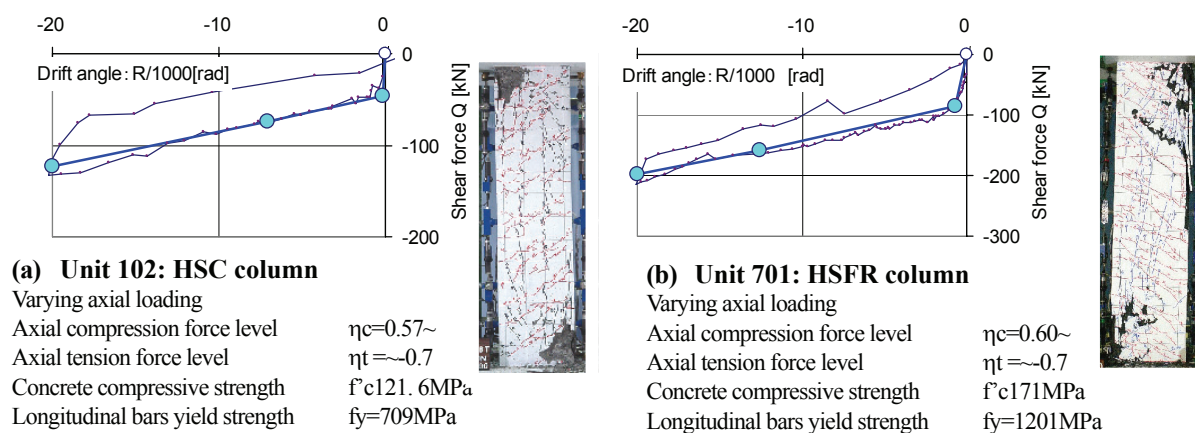 -20 -10 0
0
Drift angle : R/1000[rad]
-100
-200
Shear force Q [kN]
(a) Unit 102: HSC column
Varying axial loading
Axial compression force level ηc=0.57~
Axial tension force level ηt =~-0.7
Concrete compressive strength f'c121. 6MPa
Longitudinal bars yield strength fy=709MPa
-20 -10 0
0
Drift angle : R/1000 [rad]
-100
-200
-300
Shear force Q [kN]
(b) Unit 701: HSFR column
Varying axial loading
Axial compression force level ηc=0.60~
Axial tension force level ηt =~-0.7
Concrete compressive strength f'c171MPa
Longitudinal bars yield strength fy=1201MPa